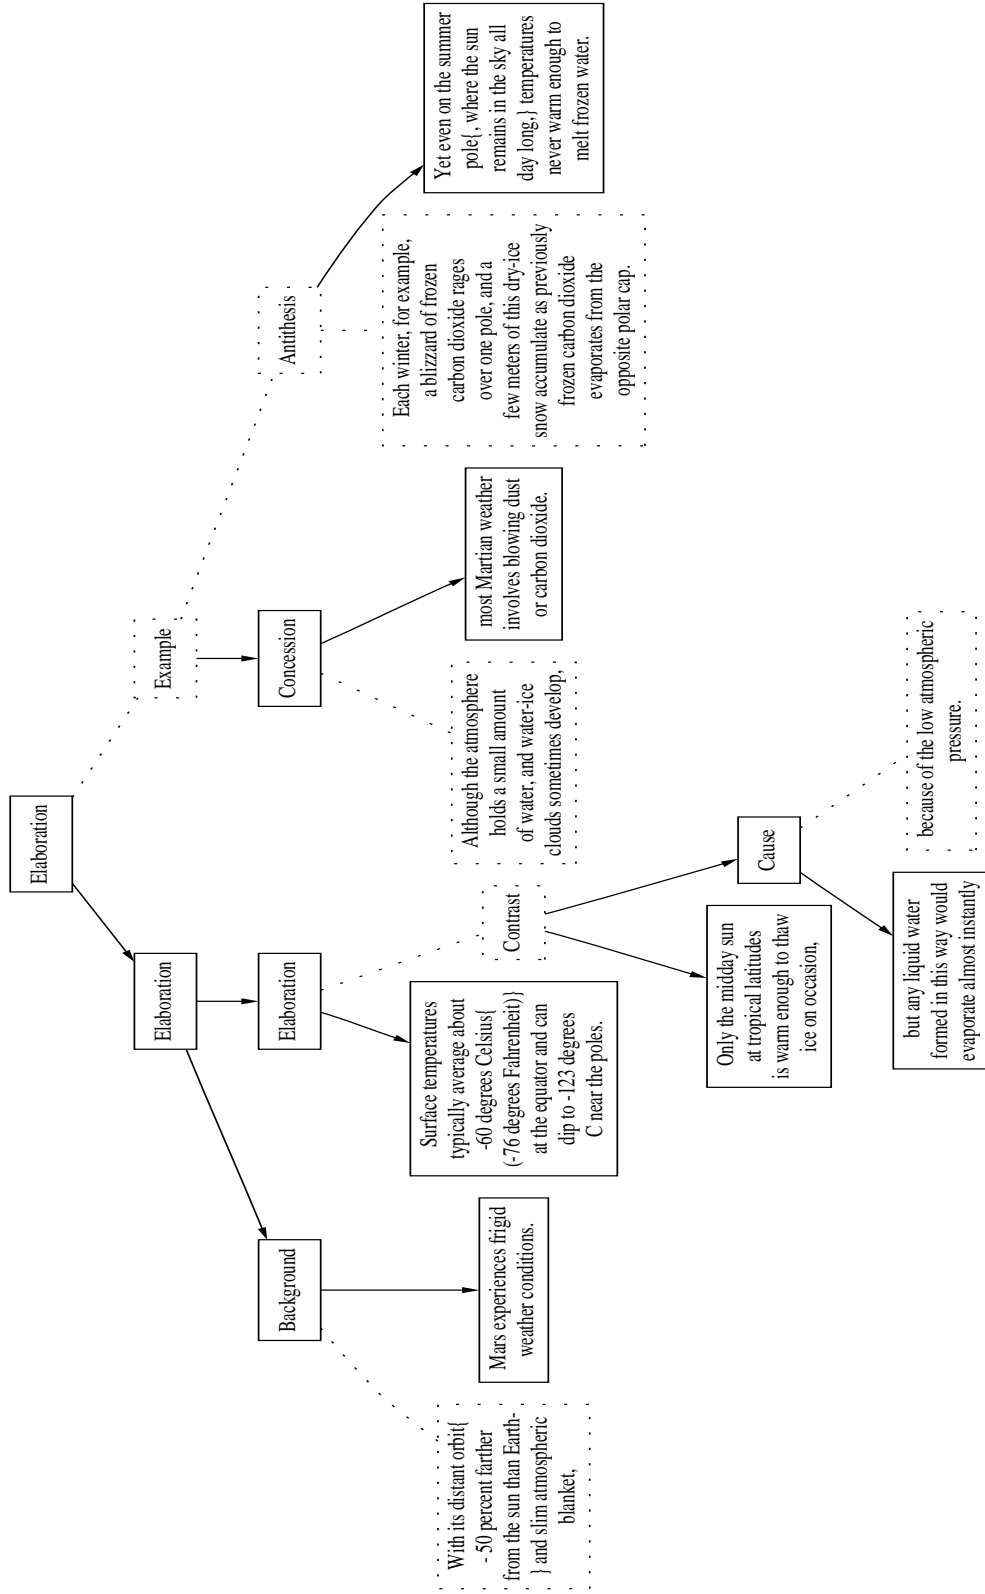 Elaboration
Elaboration
Example
Background
Elaboration
Concession
Antithesis
With its distant orbit{
- 50 percent farther
from the sun than Earth-
} and slim atmospheric
blanket,
Mars experiences frigid
weather conditions.
Surface temperatures
typically average about
-60 degrees Celsius{
(-76 degrees Fahrenheit)}
at the equator and can
dip to -123 degrees
C near the poles.
Contrast
Although the atmosphere
holds a small amount
of water, and water-ice
clouds sometimes develop,
most Martian weather
involves blowing dust
or carbon dioxide.
Each winter, for example,
a blizzard of frozen
carbon dioxide rages
over one pole, and a
few meters of this dry-ice
snow accumulate as previously
frozen carbon dioxide
evaporates from the
opposite polar cap.
Yet even on the summer
pole{, where the sun
remains in the sky all
day long,} temperatures
never warm enough to
melt frozen water.
Only the midday sun
at tropical latitudes
is warm enough to thaw
ice on occasion,
Cause
but any liquid water
formed in this way would
evaporate almost instantly
because of the low atmospheric
pressure.